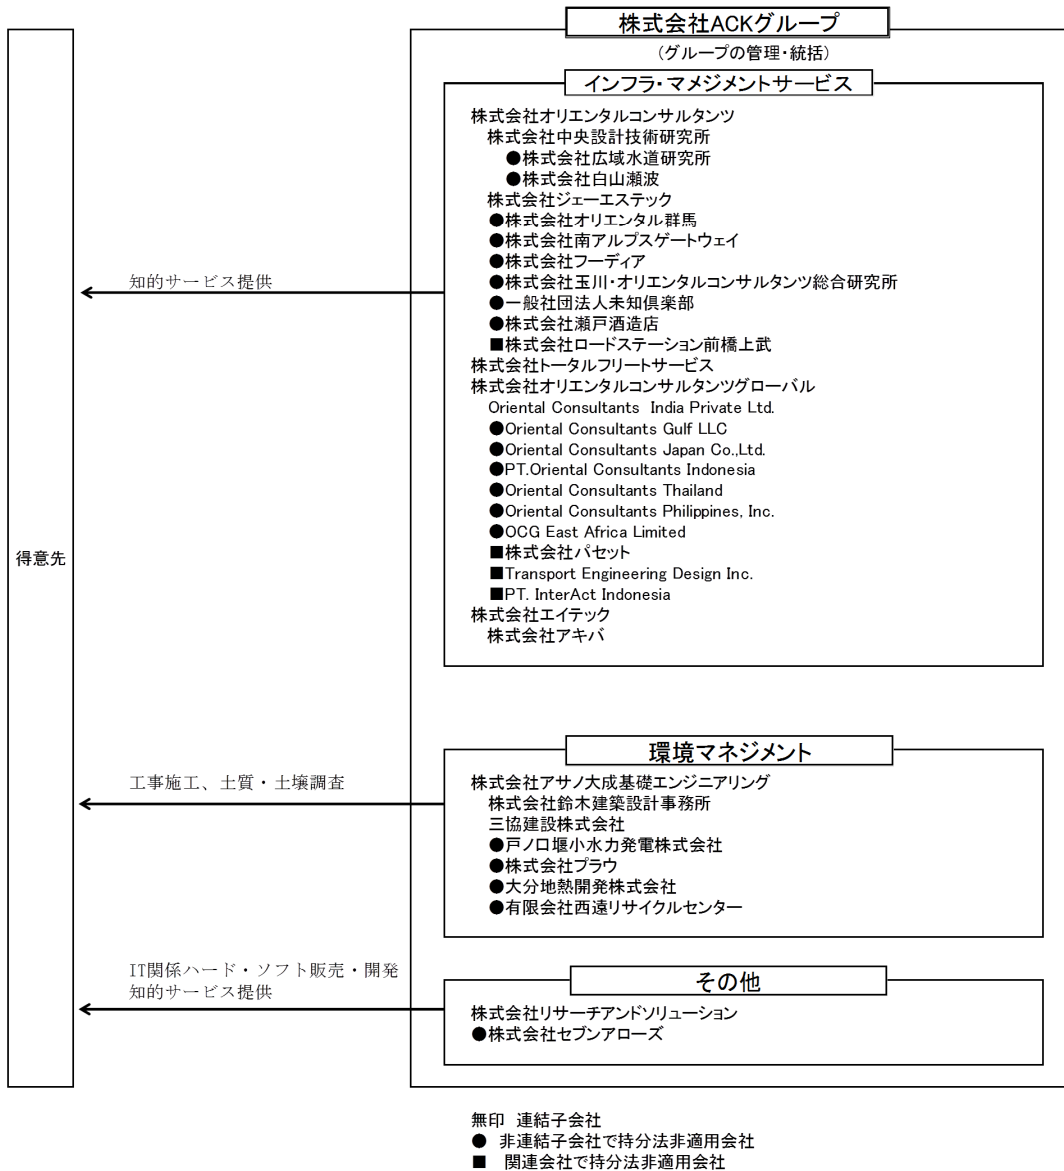 株式会社ACKグループ
（グループの管理・統括）
インフラ・マメジメントサービス
株式会社オリエンタルコンサルタンツ
株式会社中央設計技術研究所
●株式会社広域水道研究所
●株式会社白山瀬波
株式会社ジェーエステック
●株式会社オリエンタル群馬
●株式会社南アルプスゲートウェイ
●株式会社フーディア
●株式会社玉川・オリエンタルコンサルタンツ総合研究所
●一般社団法人未知倶楽部
●株式会社瀬戸酒造店
■株式会社ロードステーション前橋上武
株式会社トータルフリートサービス
株式会社オリエンタルコンサルタンツグローバル
Oriental Consultants India Private Ltd.
●Oriental Consultants Gulf LLC
●Oriental Consultants Japan Co.,Ltd.
●PT.Oriental Consultants Indonesia
●Oriental Consultants Thailand
●Oriental Consultants Philippines, Inc.
●OCG East Africa Limited
■株式会社パセット
■Transport Engineering Design Inc.
■PT. InterAct Indonesia
株式会社エイテック
株式会社アキバ
知的サービス提供
得意先
環境マネジメント
株式会社アサノ大成基礎エンジニアリング
株式会社鈴木建築設計事務所
三協建設株式会社
●戸ノ口堰小水力発電株式会社
●株式会社プラウ
●大分地熱開発株式会社
●有限会社西遠リサイクルセンター
工事施工、土質・土壌調査
その他
株式会社リサーチアンドソリューション
●株式会社セブンアローズ
IT関係ハード・ソフト販売・開発
知的サービス提供
無印 連結子会社
● 非連結子会社で持分法非適用会社
■ 関連会社で持分法非適用会社